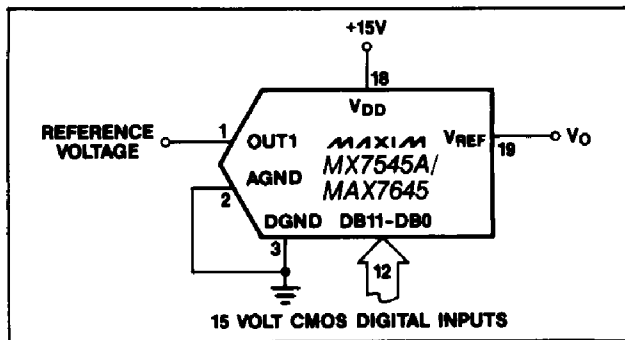 +15V
18
VDD
REFERENCE
VOLTAGE
1
OUT1
MAXIM
VREF
19
VO
MX7545A/
MAX7645
AGND
2
DGND
DB11-DB0
3
12
15 VOLT CMOS DIGITAL INPUTS